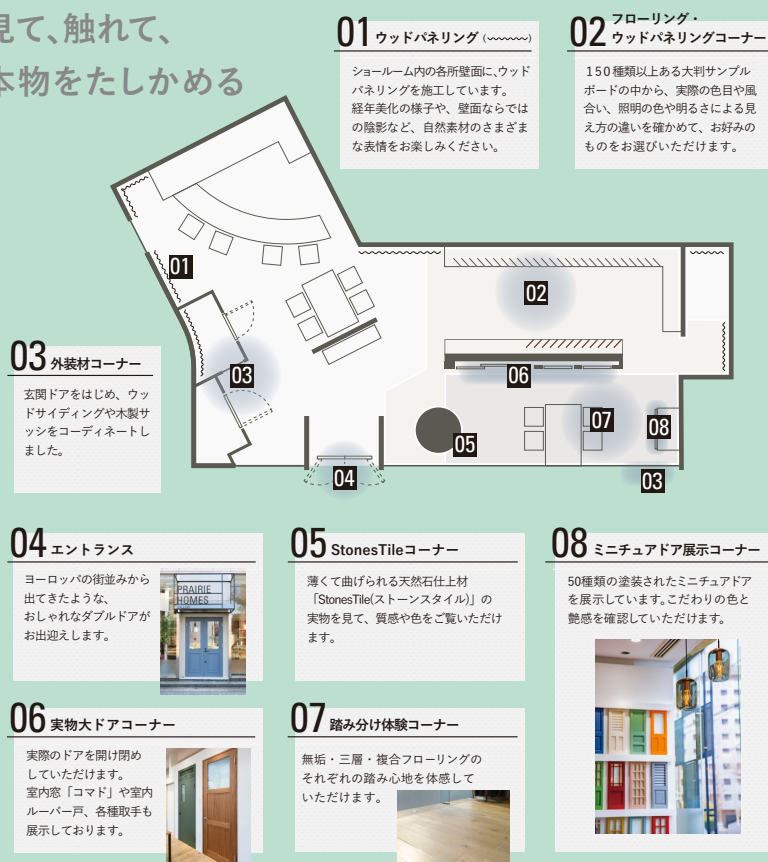 見て、触れて、
本物をたしかめる
01 ウッドパネリング (～～～)
ショールーム内の各所壁面に、ウッド
パネリングを施工しています。
経年美化の様子や、壁面ならでは
の陰影など、自然素材のさまざま
な表情をお楽しみください。
02 フローリング・
ウッドパネリングコーナー
150種類以上ある大判サンプル
ボードの中から、実際の色目や風
合い、照明の色や明るさによる見
え方の違いを確かめて、お好みの
ものをお選びいただけます。
01
02
03
06
07
08
05
04
03
03 外装材コーナー
玄関ドアをはじめ、ウッ
ドサイディングや木製サ
ッシをコーディネートし
ました。
04 エントランス
ヨーロッパの街並みから
出てきたような、
おしゃれなダブルドアが
お出迎えします。
PRAIRIE
HOMES
05 StonesTileコーナー
薄くて曲げられる天然石仕上材
「StonesTile(ストーンスタイル)」の
実物を見て、質感や色をご覧いただけ
ます。
08 ミニチュアドア展示コーナー
50種類の塗装されたミニチュアドア
を展示しています。こだわりの色と
艶感を確認していただけます。
06 実物大ドアコーナー
実際のドアを開け閉め
していただけます。
室内窓「コマド」や室内
ルーバー戸、各種取手も
展示しております。
07 踏み分け体験コーナー
無垢・三層・複合フローリングの
それぞれの踏み心地を体感して
いただけます。